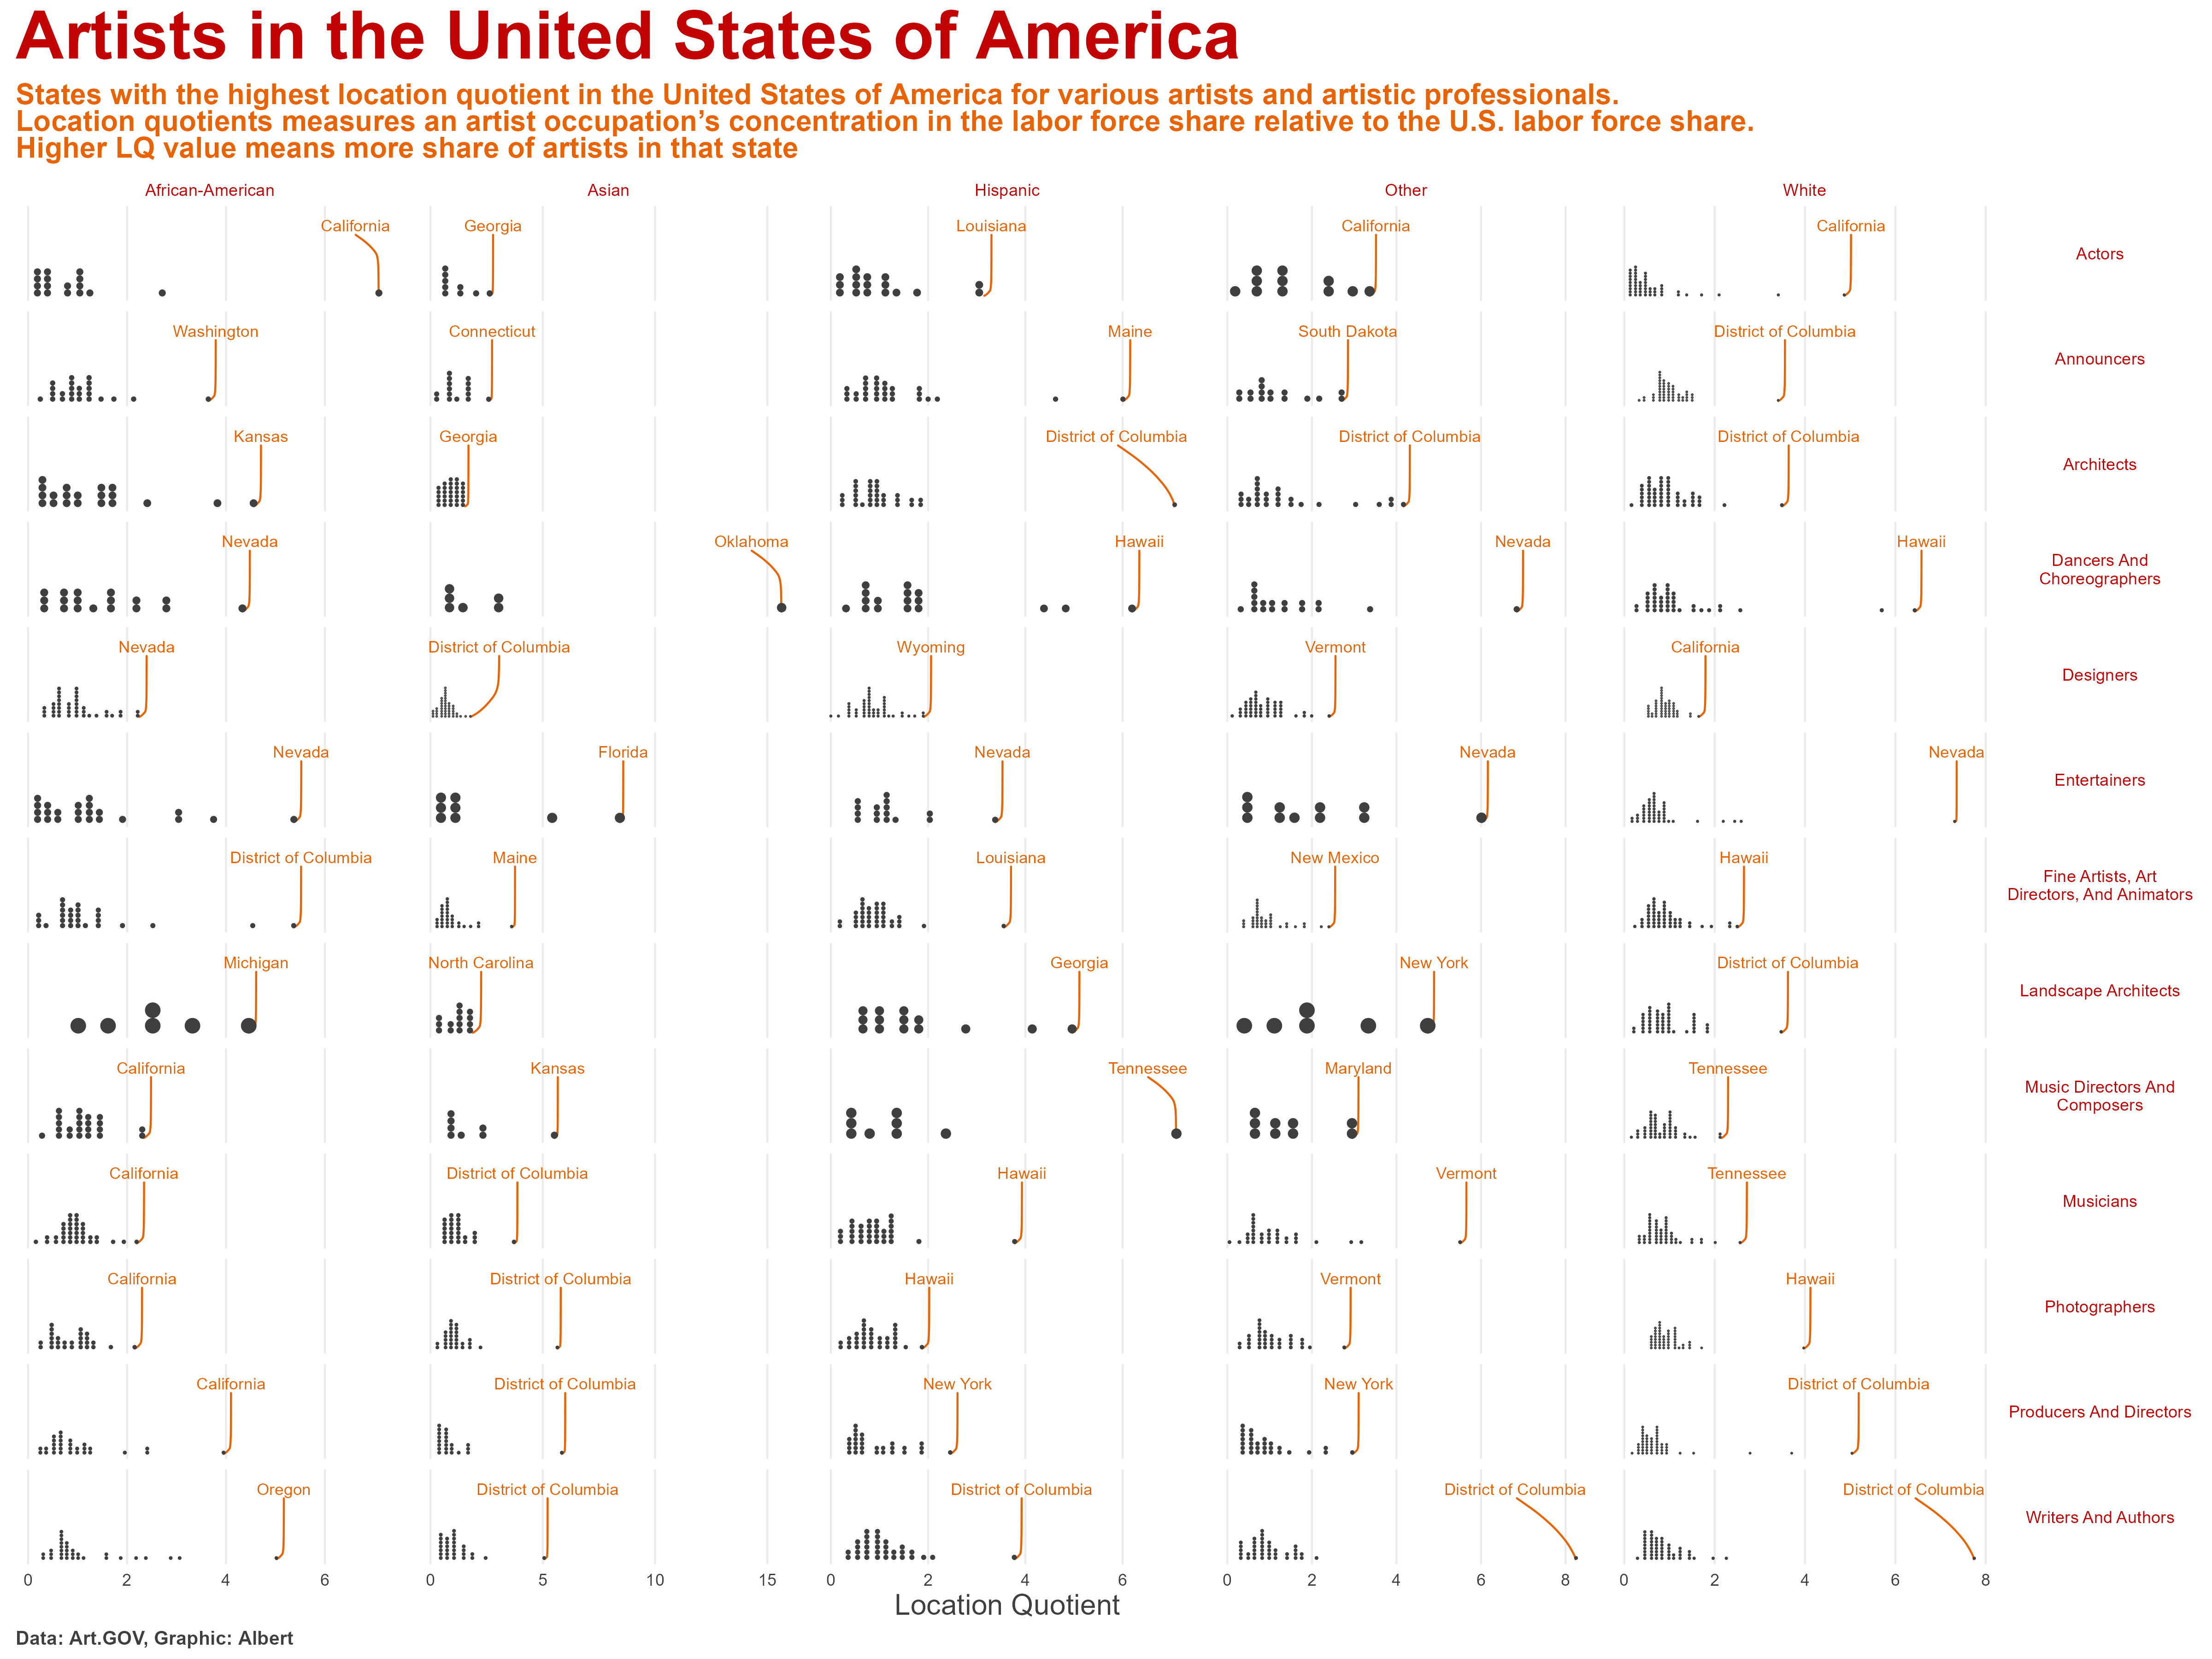 Artists in the United States of America
States with the highest location quotient in the United States of America for various artists and artistic professionals.
Location quotients measures an artist occupation’s concentration in the labor force share relative to the U.S. labor force share.
Higher LQ value means more share of artists in that state
African-American Asian Hispanic Other White
California Georgia Louisiana California California
Actors
Washington Connecticut Maine South Dakota District of Columbia
Announcers
Kansas Georgia District of Columbia District of Columbia District of Columbia
Architects
Nevada Oklahoma Hawaii Nevada Hawaii
Dancers And
Choreographers
Nevada District of Columbia Wyoming Vermont California
Designers
Nevada Florida Nevada Nevada Nevada
Entertainers
District of Columbia Maine Louisiana New Mexico Hawaii
Fine Artists, Art
Directors, And Animators
Michigan North Carolina Georgia New York District of Columbia
Landscape Architects
California Kansas Tennessee Maryland Tennessee
Music Directors And
Composers
California District of Columbia Hawaii Vermont Tennessee
Musicians
California District of Columbia Hawaii Vermont Hawaii
Photographers
California District of Columbia New York New York District of Columbia
Producers And Directors
Oregon District of Columbia District of Columbia District of Columbia District of Columbia
Writers And Authors
0 2 4 6 0 5 10 15 0 2 4 6 0 2 4 6 8 0 2 4 6 8
Location Quotient
Data: Art.GOV, Graphic: Albert